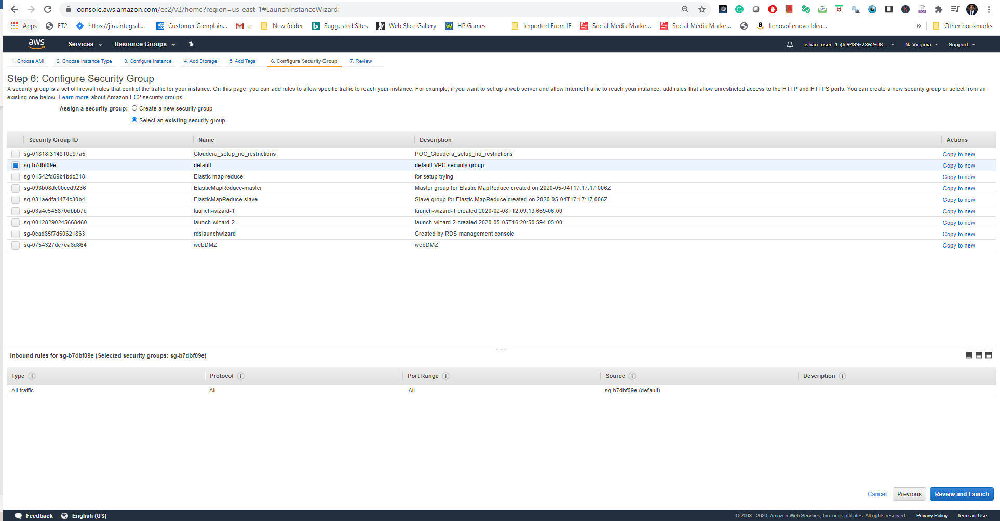 console.aws.amazon.com/ec2/v2/home?region=us-east-1#LaunchInstanceWizard:
Apps FT2 https://jira.integral.... Customer Complain... e New folder Suggested Sites Web Slice Gallery HP Games Imported From IE Social Media Marke... Social Media Marke... LenovoLenovo Idea... » Other bookmarks
aws Services Resource Groups ishan_user_1 @ 9489-2362-08... N. Virginia Support
1. Choose AMI 2. Choose Instance Type 3. Configure Instance 4. Add Storage 5. Add Tags 6. Configure Security Group 7. Review
Step 6: Configure Security Group
A security group is a set of firewall rules that control the traffic for your instance. On this page, you can add rules to allow specific traffic to reach your instance. For example, if you want to set up a web server and allow Internet traffic to reach your instance, add rules that allow unrestricted access to the HTTP and HTTPS ports. You can create a new security group or select from an
existing one below. Learn more about Amazon EC2 security groups.
Assign a security group: Create a new security group
Select an existing security group
Security Group ID Name Description Actions
sg-01818f314810e97a5 Cloudera_setup_no_restrictions POC_Cloudera_setup_no_restrictions Copy to new
sg-b7dbf09e default default VPC security group Copy to new
sg-01542fd69b1bdc218 Elastic map reduce for setup trying Copy to new
sg-093b08dc00ccd9236 ElasticMapReduce-master Master group for Elastic MapReduce created on 2020-05-04T17:17:17.006Z Copy to new
sg-031aedfa1474c30b4 ElasticMapReduce-slave Slave group for Elastic MapReduce created on 2020-05-04T17:17:17.006Z Copy to new
sg-03a4c545870dbbb7b launch-wizard-1 launch-wizard-1 created 2020-02-08T12:09:13.669-06:00 Copy to new
sg-00128290245668d60 launch-wizard-2 launch-wizard-2 created 2020-05-05T16:20:50.594-05:00 Copy to new
sg-0cad85f7d50621863 rdslaunchwizard Created by RDS management console Copy to new
sg-0754327dc7ea8d864 webDMZ webDMZ Copy to new
Inbound rules for sg-b7dbf09e (Selected security groups: sg-b7dbf09e)
Type Protocol Port Range Source Description
All traffic All All sg-b7dbf09e (default)
Cancel Previous Review and Launch
Feedback English (US) © 2008 - 2020, Amazon Web Services, Inc. or its affiliates. All rights reserved. Privacy Policy Terms of Use